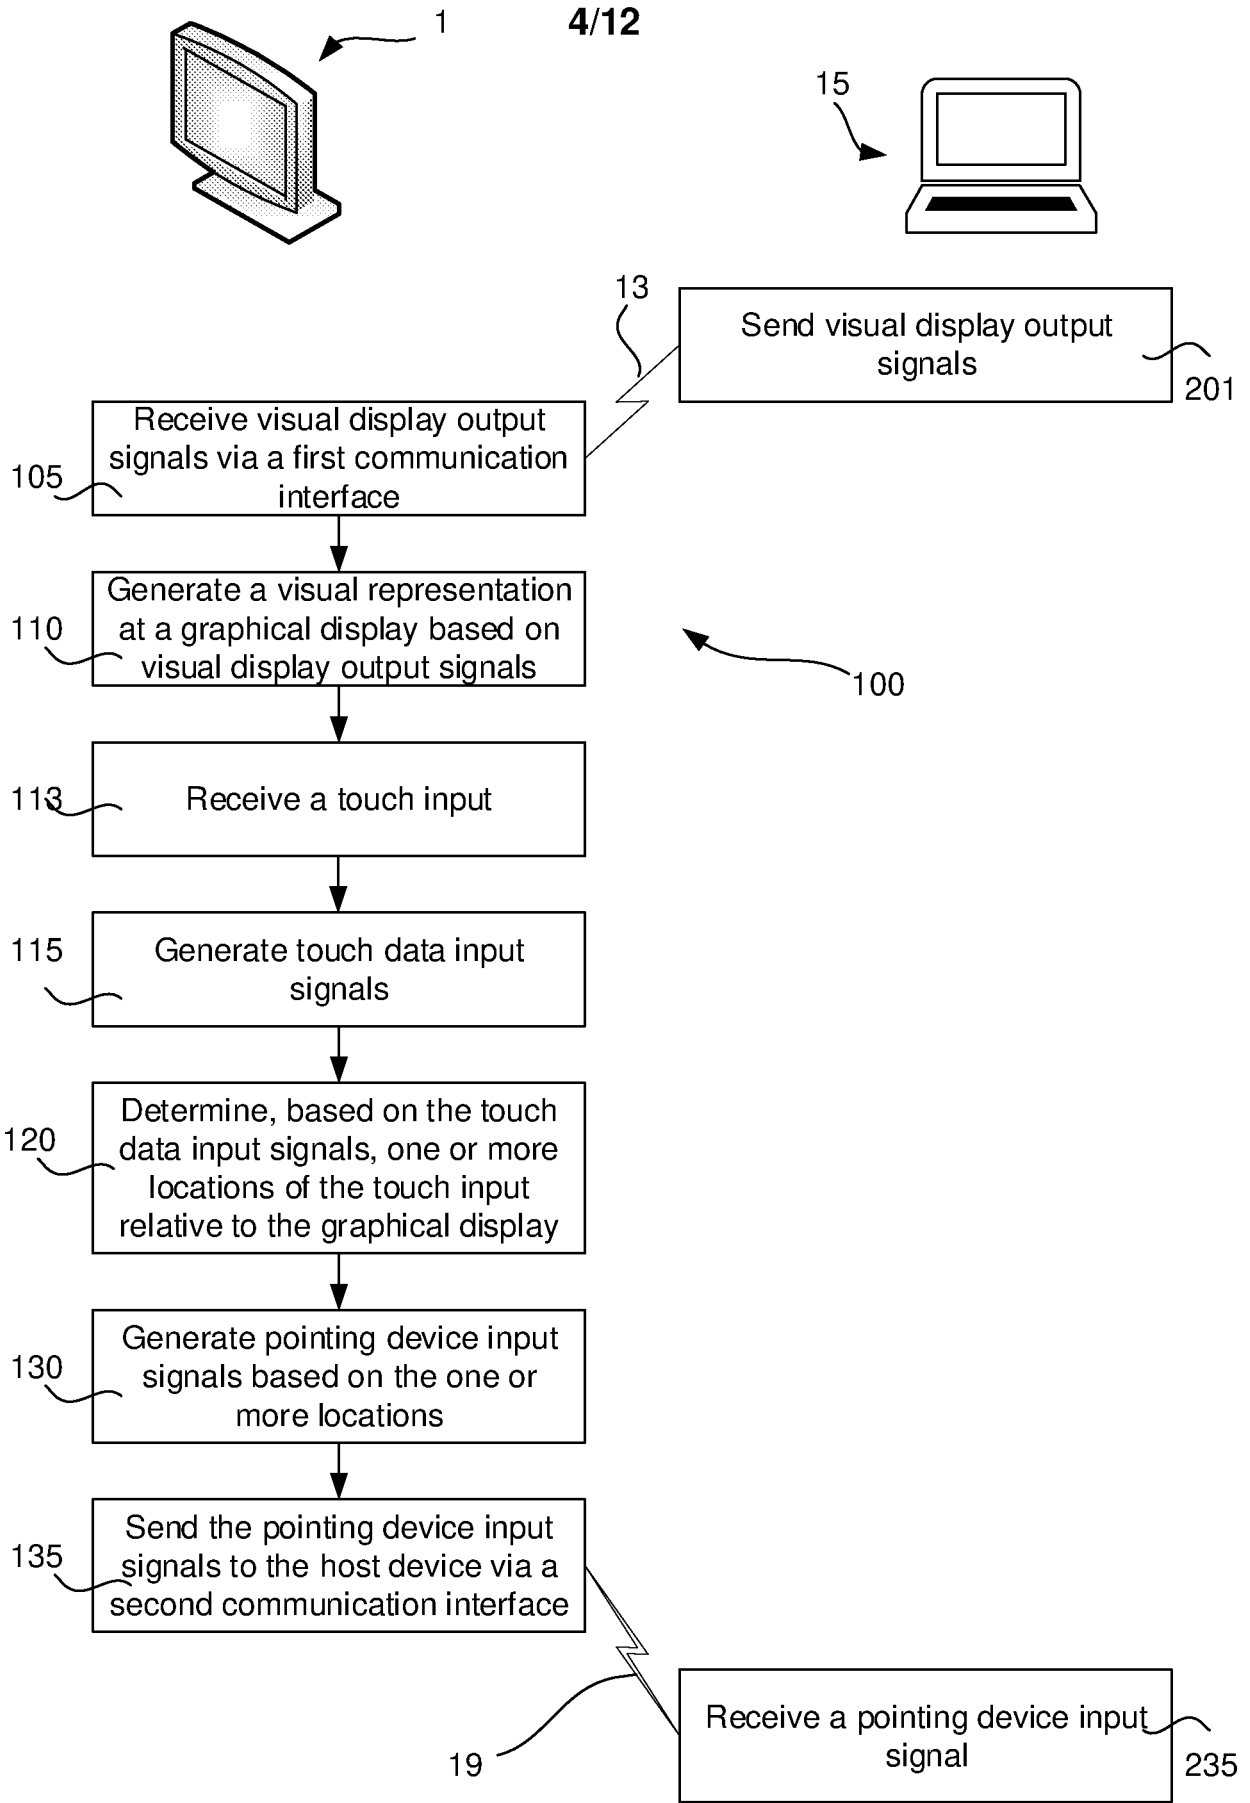 1
4/12
15
13
Send visual display output
signals
201
Receive visual display output
signals via a first communication
interface
105
Generate a visual representation
at a graphical display based on
visual display output signals
110
100
Receive a touch input
113
Generate touch data input
signals
115
Determine, based on the touch
data input signals, one or more
locations of the touch input
relative to the graphical display
120
Generate pointing device input
signals based on the one or
more locations
130
Send the pointing device input
signals to the host device via a
second communication interface
135
19
Receive a pointing device input
signal
235